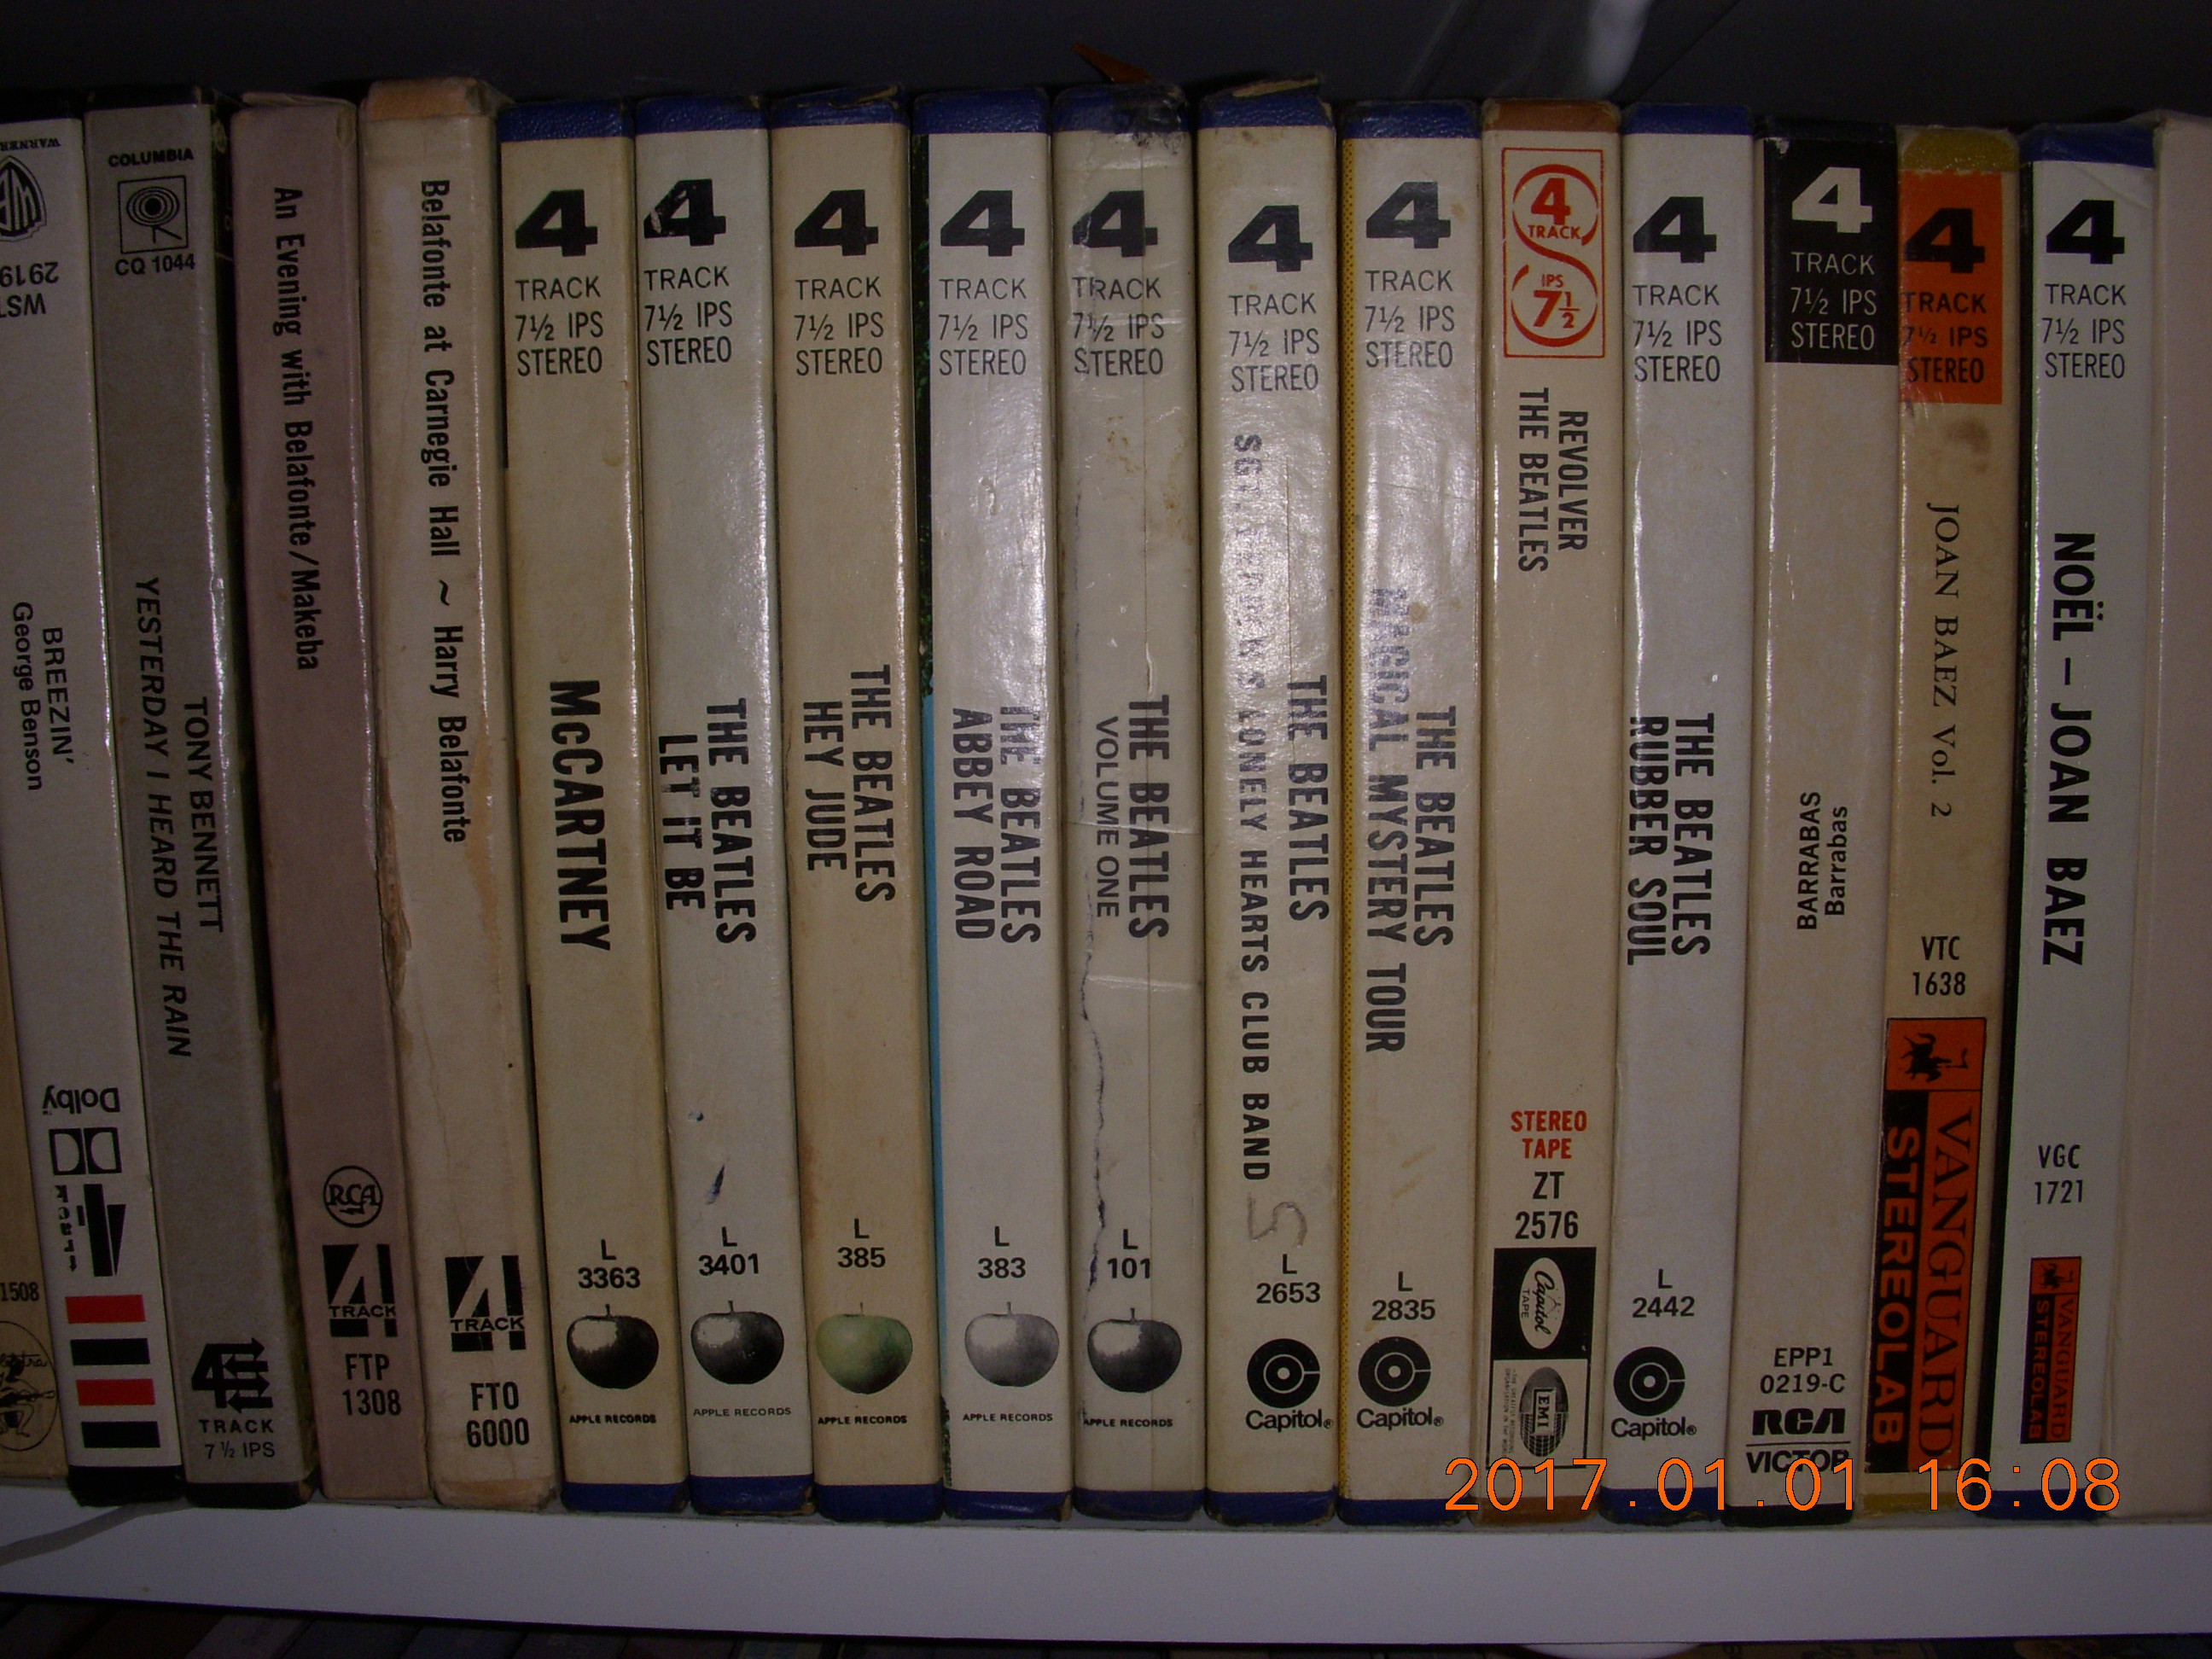 1508
WARNER
WST
2919
BREEZIN'
George Benson
Dolby
COLUMBIA
CQ 1044
TONY BENNETT
YESTERDAY I HEARD THE RAIN
4
TRACK
7½ IPS
An Evening with Belafonte/Makeba
RCA
4
TRACK
FTP
1308
Belafonte at Carnegie Hall ~ Harry Belafonte
4
TRACK
FTO
6000
4
TRACK
7½ IPS
STEREO
McCARTNEY
L
3363
APPLE RECORDS
4
TRACK
7½ IPS
STEREO
THE BEATLES
LET IT BE
L
3401
APPLE RECORDS
4
TRACK
7½ IPS
STEREO
THE BEATLES
HEY JUDE
L
385
APPLE RECORDS
4
TRACK
7½ IPS
STEREO
THE BEATLES
ABBEY ROAD
L
383
APPLE RECORDS
4
TRACK
7½ IPS
STEREO
THE BEATLES
VOLUME ONE
L
101
APPLE RECORDS
4
TRACK
7½ IPS
STEREO
THE BEATLES
SGT. PEPPER'S LONELY HEARTS CLUB BAND
5
L
2653
Capitol®
4
TRACK
7½ IPS
STEREO
THE BEATLES
MAGICAL MYSTERY TOUR
L
2835
Capitol®
4
TRACK
IPS
7½
REVOLVER
THE BEATLES
STEREO
TAPE
ZT
2576
Capitol
TAPE
EMI
4
TRACK
7½ IPS
STEREO
THE BEATLES
RUBBER SOUL
L
2442
Capitol®
4
TRACK
7½ IPS
STEREO
BARRABAS
Barrabas
EPP1
0219-C
RCA
VICTOR
4
TRACK
7½ IPS
STEREO
JOAN BAEZ Vol. 2
VTC
1638
VANGUARD
STEREOLAB
4
TRACK
7½ IPS
STEREO
NOËL – JOAN BAEZ
VGC
1721
VANGUARD
STEREOLAB
2017.01.01 16:08